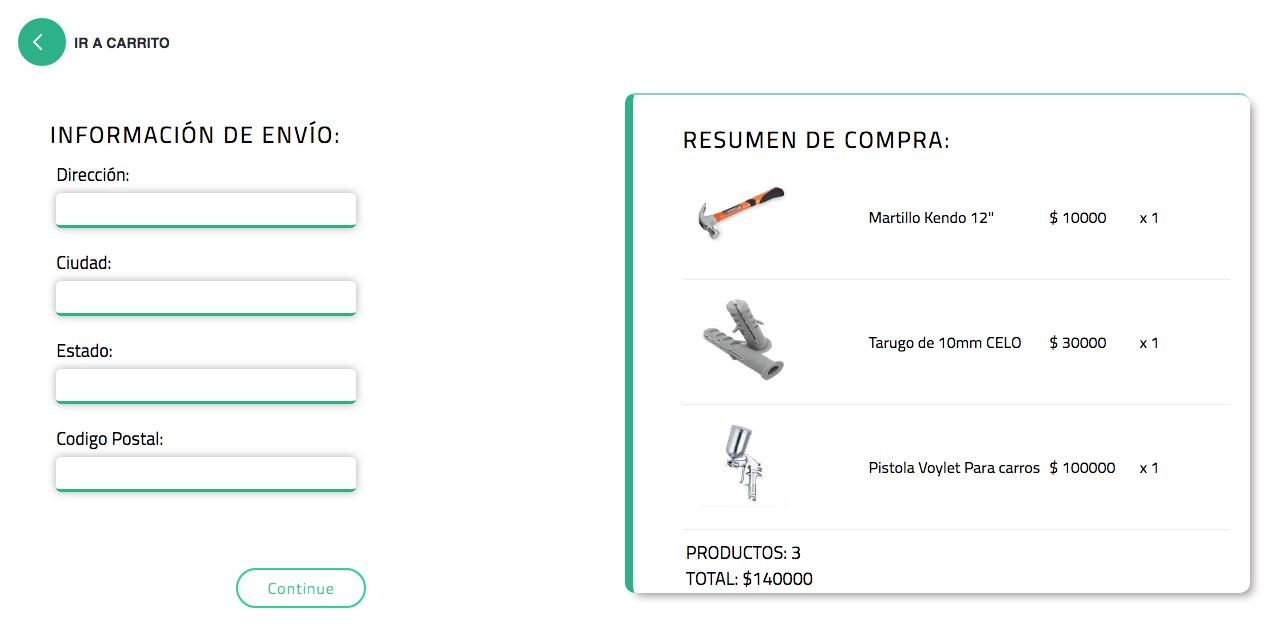 IR A CARRITO
INFORMACIÓN DE ENVÍO:
Dirección:
Ciudad:
Estado:
Codigo Postal:
Continue
RESUMEN DE COMPRA:
Martillo Kendo 12" $ 10000 x 1
Tarugo de 10mm CELO $ 30000 x 1
Pistola Voylet Para carros $ 100000 x 1
PRODUCTOS: 3
TOTAL: $140000